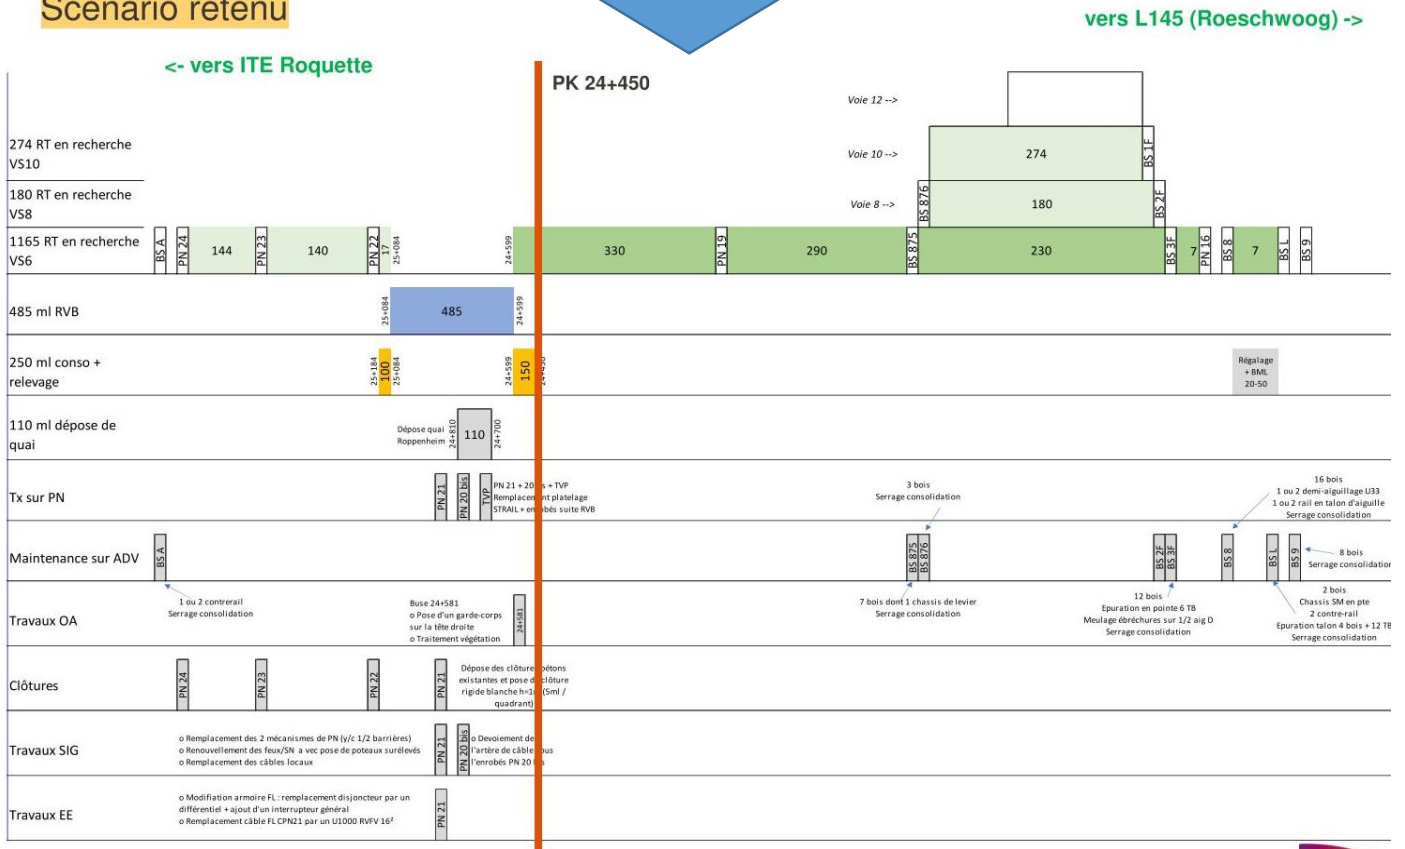 Scénario retenu
vers L145 (Roeschwoog) ->
<- vers ITE Roquette
PK 24+450
Voie 12 -->
274 RT en recherche
VS10
Voie 10 -->
274
BS 1F
180 RT en recherche
VS8
Voie 8 -->
BS 876
180
BS 2F
1165 RT en recherche
VS6
BS A
PN 24
144
PN 23
140
PN 22
17
25+084
24+599
330
PN 19
290
BS 875
230
BS 3F
7
PN 16
BS 8
7
BS L
BS 9
485 ml RVB
25+084
485
24+599
250 ml conso +
relevage
25+184
100
25+084
24+599
150
Régalage
+ BML
20-50
110 ml dépose de
quai
Dépose quai
Roppenheim
24+810
110
24+700
Tx sur PN
PN 21
PN 20 bis
TVP
PN 21 + 20 + TVP
Remplacement platelage
STRAIL + enrobés suite RVB
3 bois
Serrage consolidation
16 bois
1 ou 2 demi-aiguillage U33
1 ou 2 rail en talon d'aiguille
Serrage consolidation
Maintenance sur ADV
BS A
BS 875
BS 876
BS 2F
BS 3F
BS 8
BS L
BS 9
8 bois
Serrage consolidation
1 ou 2 contrerail
Serrage consolidation
7 bois dont 1 chassis de levier
Serrage consolidation
12 bois
Epuration en pointe 6 TB
Meulage ébréchures sur 1/2 aig D
Serrage consolidation
2 bois
Chassis SM en pte
2 contre-rail
Epuration talon 4 bois + 12 TB
Serrage consolidation
Travaux OA
Buse 24+581
o Pose d'un garde-corps
sur la tête droite
o Traitement végétation
24+581
Clôtures
PN 24
PN 23
PN 22
PN 21
Dépose des clôtures bétons
existantes et pose clôture
rigide blanche (5ml /
quadrant)
Travaux SIG
o Remplacement des 2 mécanismes de PN (y/c 1/2 barrières)
o Renouvellement des feux/SN a vec pose de poteaux surélevés
o Remplacement des câbles locaux
PN 21
PN 20 bis
o Devoiement de
l'artère de câble
l'enrobés PN 20
Travaux EE
o Modifiation armoire FL : remplacement disjoncteur par un
différentiel + ajout d'un interrupteur général
o Remplacement câble FL CPN21 par un U1000 RVFV 16²
PN 21